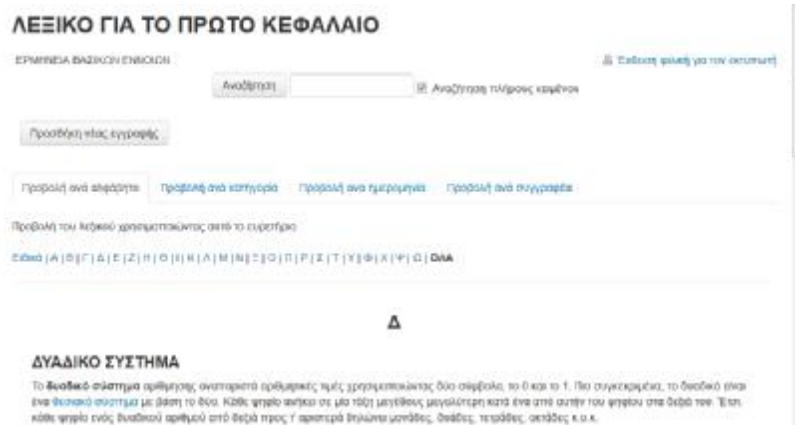 ΛΕΞΙΚΟ ΓΙΑ ΤΟ ΠΡΩΤΟ ΚΕΦΑΛΑΙΟ
ΕΡΜΗΝΕΙΑ ΒΑΣΙΚΩΝ ΕΝΝΟΙΩΝ
Έκδοση φιλική για τον εκτυπωτή
Αναζήτηση
Αναζήτηση πλήρους κειμένου
Προσθήκη νέας εγγραφής
Προβολή ανά αλφάβητο Προβολή ανά κατηγορία Προβολή ανά ημερομηνία Προβολή ανά συγγραφέα
Προβολή του λεξικού χρησιμοποιώντας αυτό το ευρετήριο
Ειδικά | Α | Β | Γ | Δ | Ε | Ζ | Η | Θ | Ι | Κ | Λ | Μ | Ν | Ξ | Ο | Π | Ρ | Σ | Τ | Υ | Φ | Χ | Ψ | Ω | ΟΛΑ
Δ
ΔΥΑΔΙΚΟ ΣΥΣΤΗΜΑ
Το δυαδικό σύστημα αρίθμησης αναπαριστά αριθμητικές τιμές χρησιμοποιώντας δύο σύμβολα, το 0 και το 1. Πιο συγκεκριμένα, το δυαδικό είναι
ένα θεσιακό σύστημα με βάση το δύο. Κάθε ψηφίο ανήκει σε μία τάξη μεγέθους μεγαλύτερη κατά ένα από αυτήν του ψηφίου στα δεξιά του. Έτσι,
κάθε ψηφίο ενός δυαδικού αριθμού από δεξιά προς τ' αριστερά δηλώνει μονάδες, δυάδες, τετράδες, οκτάδες κ.ο.κ.